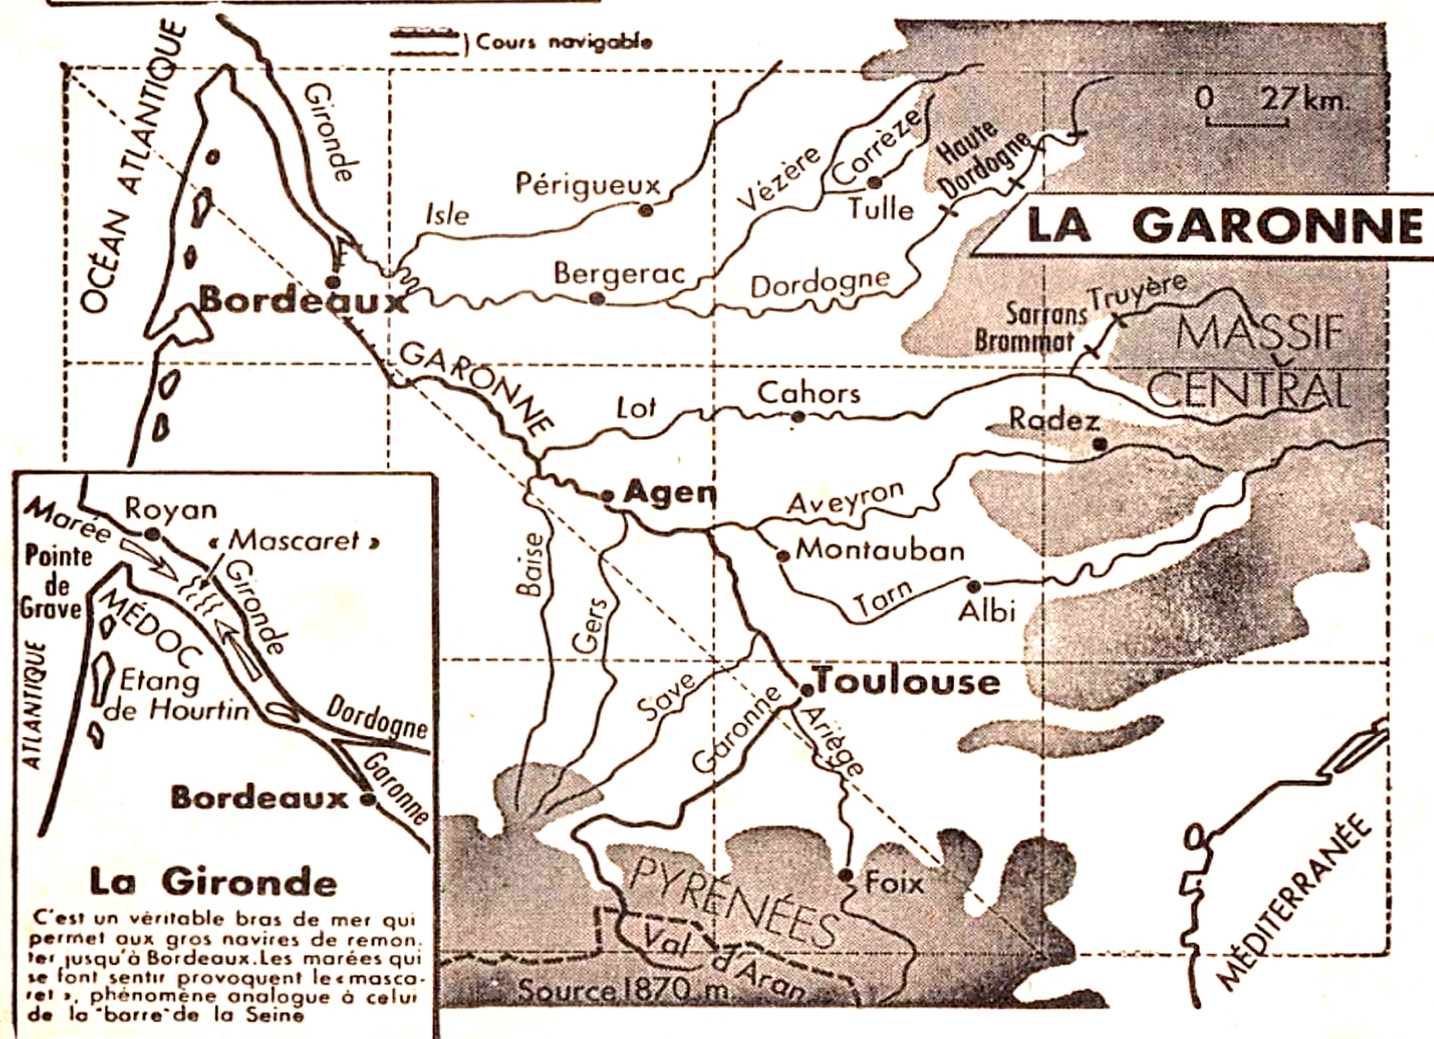 ) Cours navigable
OCÉAN ATLANTIQUE
Gironde
0 27 km.
Périgueux
Isle
Vézère
Corrèze
Tulle
Haute
Dordogne
LA GARONNE
Bergerac
Dordogne
Bordeaux
Truyère
Sarrans
Brommat
MASSIF
CENTRAL
GARONNE
Lot
Cahors
Radez
Agen
Aveyron
Montauban
Tarn
Albi
Baise
Gers
Save
Toulouse
Garonne
Ariège
Foix
PYRÉNÉES
Val
d'Aran
Source 1870 m.
MÉDITERRANÉE
Marée
Royan
« Mascaret »
Pointe
de
Grave
Gironde
MÉDOC
ATLANTIQUE
Etang
de Hourtin
Dordogne
Garonne
Bordeaux
La Gironde
C'est un véritable bras de mer qui
permet aux gros navires de remon.
ter jusqu'à Bordeaux. Les marées qui
se font sentir provoquent le « masca-
ret », phénomène analogue à celui
de la "barre" de la Seine